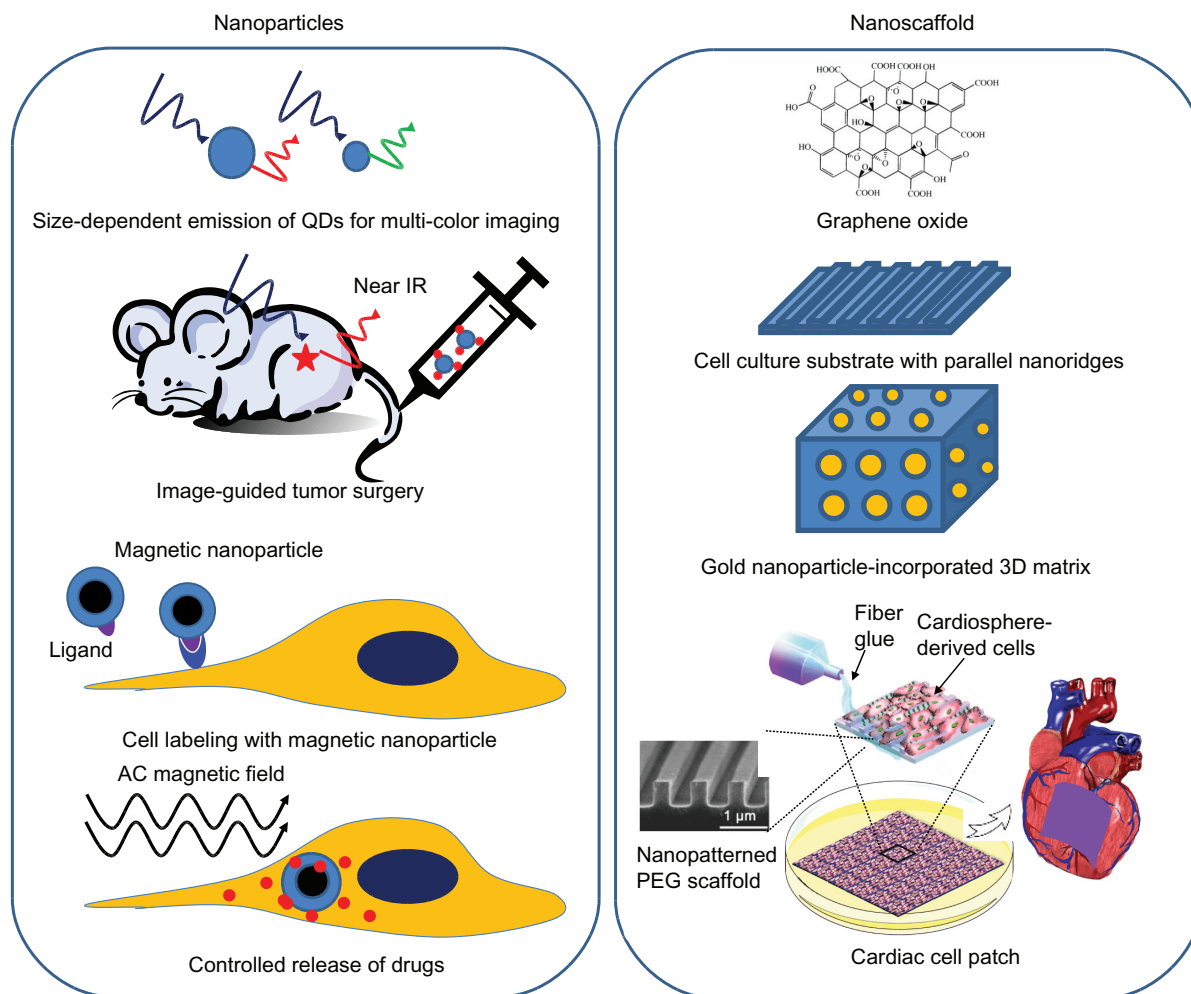 Nanoparticles
Size-dependent emission of QDs for multi-color imaging
Near IR
Image-guided tumor surgery
Magnetic nanoparticle
Ligand
Cell labeling with magnetic nanoparticle
AC magnetic field
Controlled release of drugs
Nanoscaffold
HOOC
COOH
COOH
COOH
OH
COOH
O
HO
O
O
O
O
O
HO
COOH
O
O
O
O
HO
O
OH
COOH
COOH
Graphene oxide
Cell culture substrate with parallel nanoridges
Gold nanoparticle-incorporated 3D matrix
Fiber
glue
Cardiosphere-
derived cells
1 µm
Nanopatterned
PEG scaffold
Cardiac cell patch